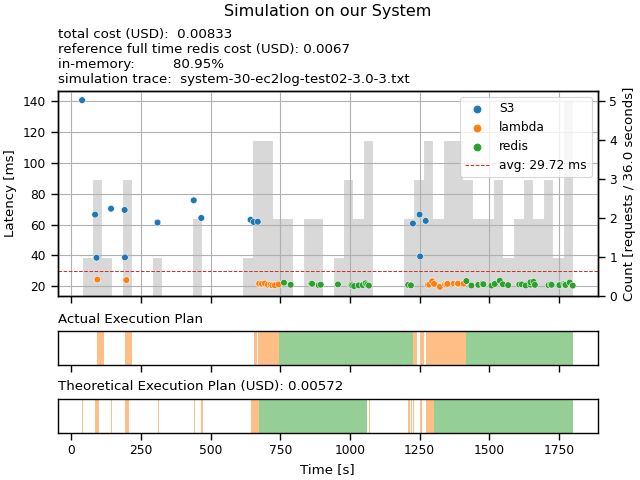 Simulation on our System
total cost (USD):  0.00833
reference full time redis cost (USD): 0.0067
in-memory:         80.95%
simulation trace:  system-30-ec2log-test02-3.0-3.txt
140
120
100
80
60
40
20
Latency [ms]
5
4
3
2
1
0
Count [requests / 36.0 seconds]
S3
lambda
redis
avg: 29.72 ms
Actual Execution Plan
Theoretical Execution Plan (USD): 0.00572
0 250 500 750 1000 1250 1500 1750
Time [s]